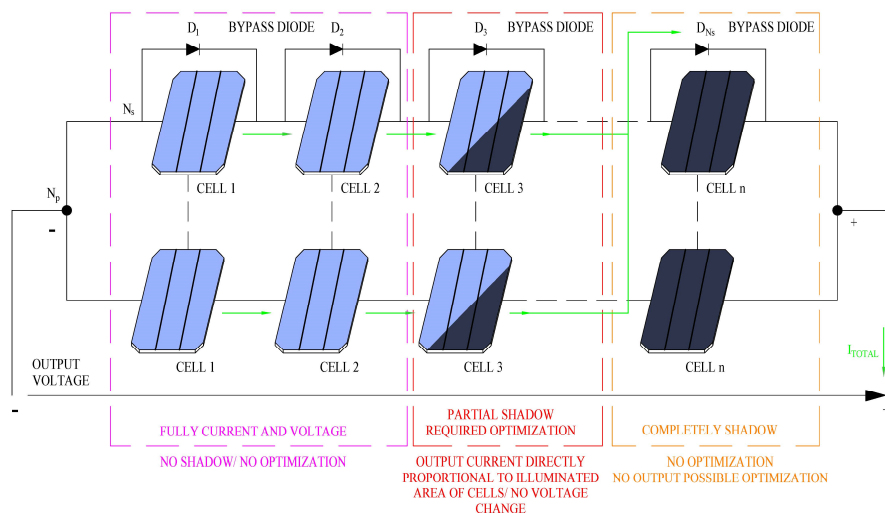 D1 BYPASS DIODE D2 D3 BYPASS DIODE DNs BYPASS DIODE
Ns
CELL 1 CELL 2 CELL 3 CELL n
Np
- +
CELL 1 CELL 2 CELL 3 CELL n
OUTPUT
VOLTAGE
ITOTAL
-
PARTIAL SHADOW
FULLY CURRENT AND VOLTAGE REQUIRED OPTIMIZATION COMPLETELY SHADOW
NO SHADOW/ NO OPTIMIZATION
OUTPUT CURRENT DIRECTLY
PROPORTIONAL TO ILLUMINATED
AREA OF CELLS/ NO VOLTAGE
CHANGE
NO OPTIMIZATION
NO OUTPUT POSSIBLE OPTIMIZATION